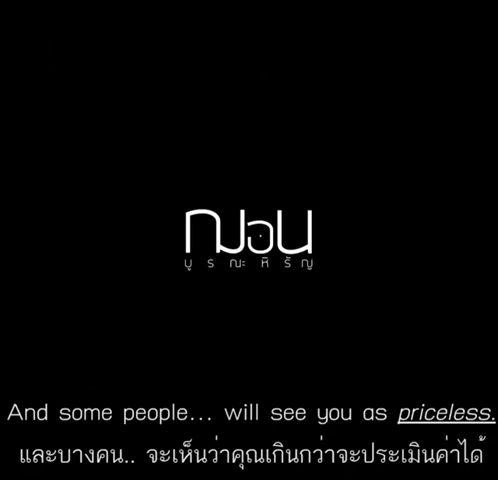 ฌอน
บูรณะหิรัญ
And some people... will see you as priceless.
และบางคน.. จะเห็นว่าคุณเกินกว่าจะประเมินค่าได้